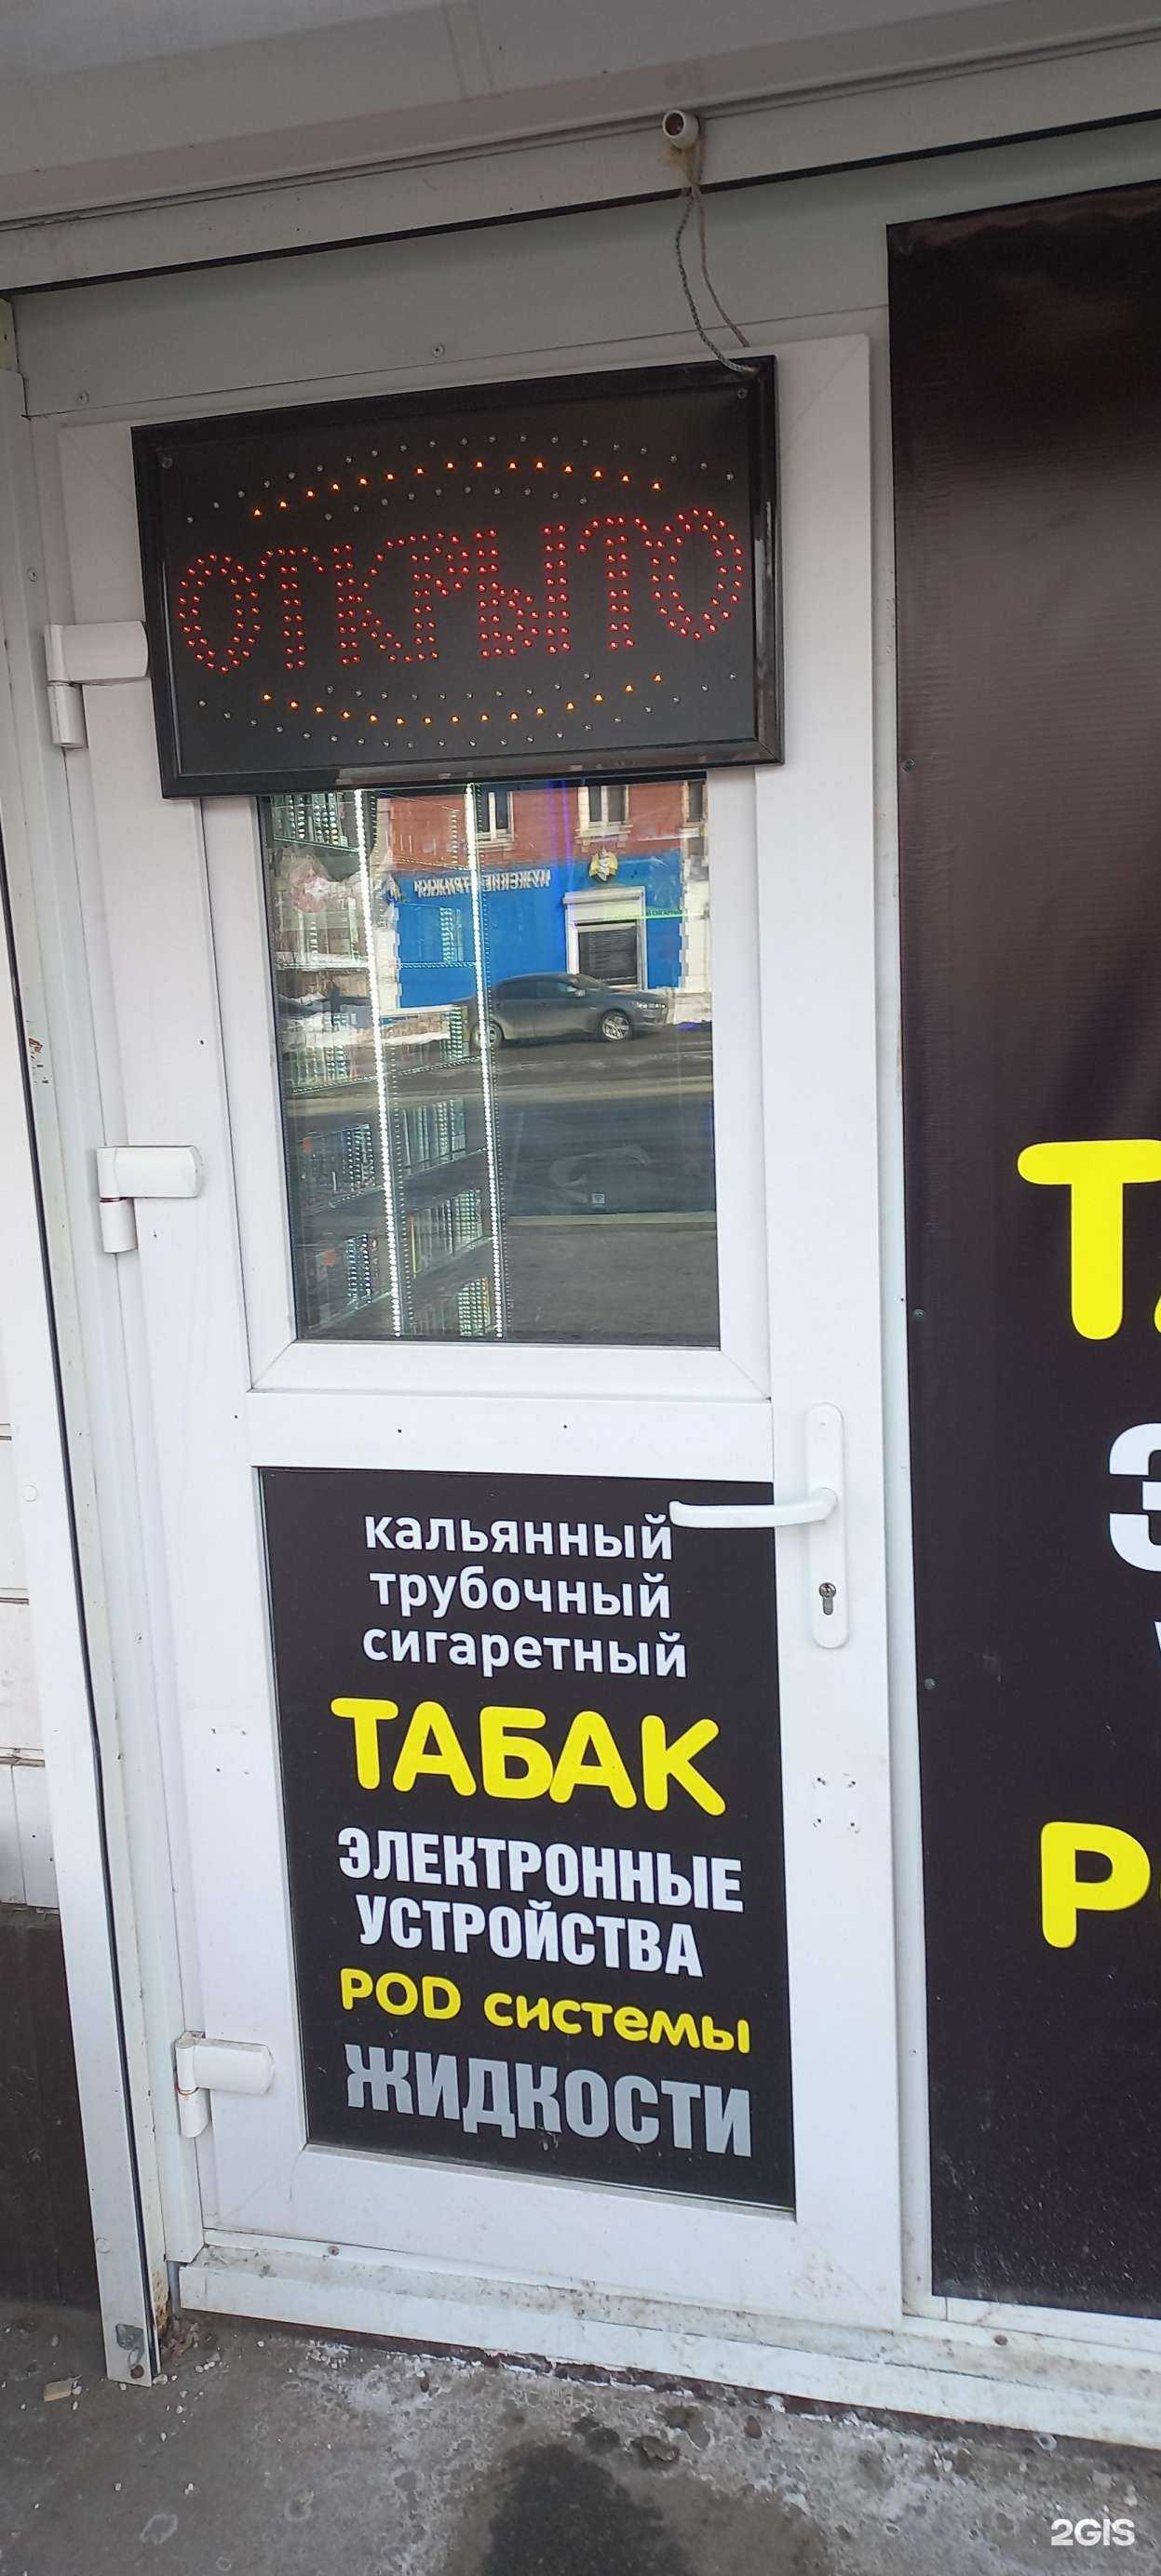 ОТКРЫТО
кальянный
трубочный
сигаретный
ТАБАК
ЭЛЕКТРОННЫЕ
УСТРОЙСТВА
POD системы
ЖИДКОСТИ
2GIS